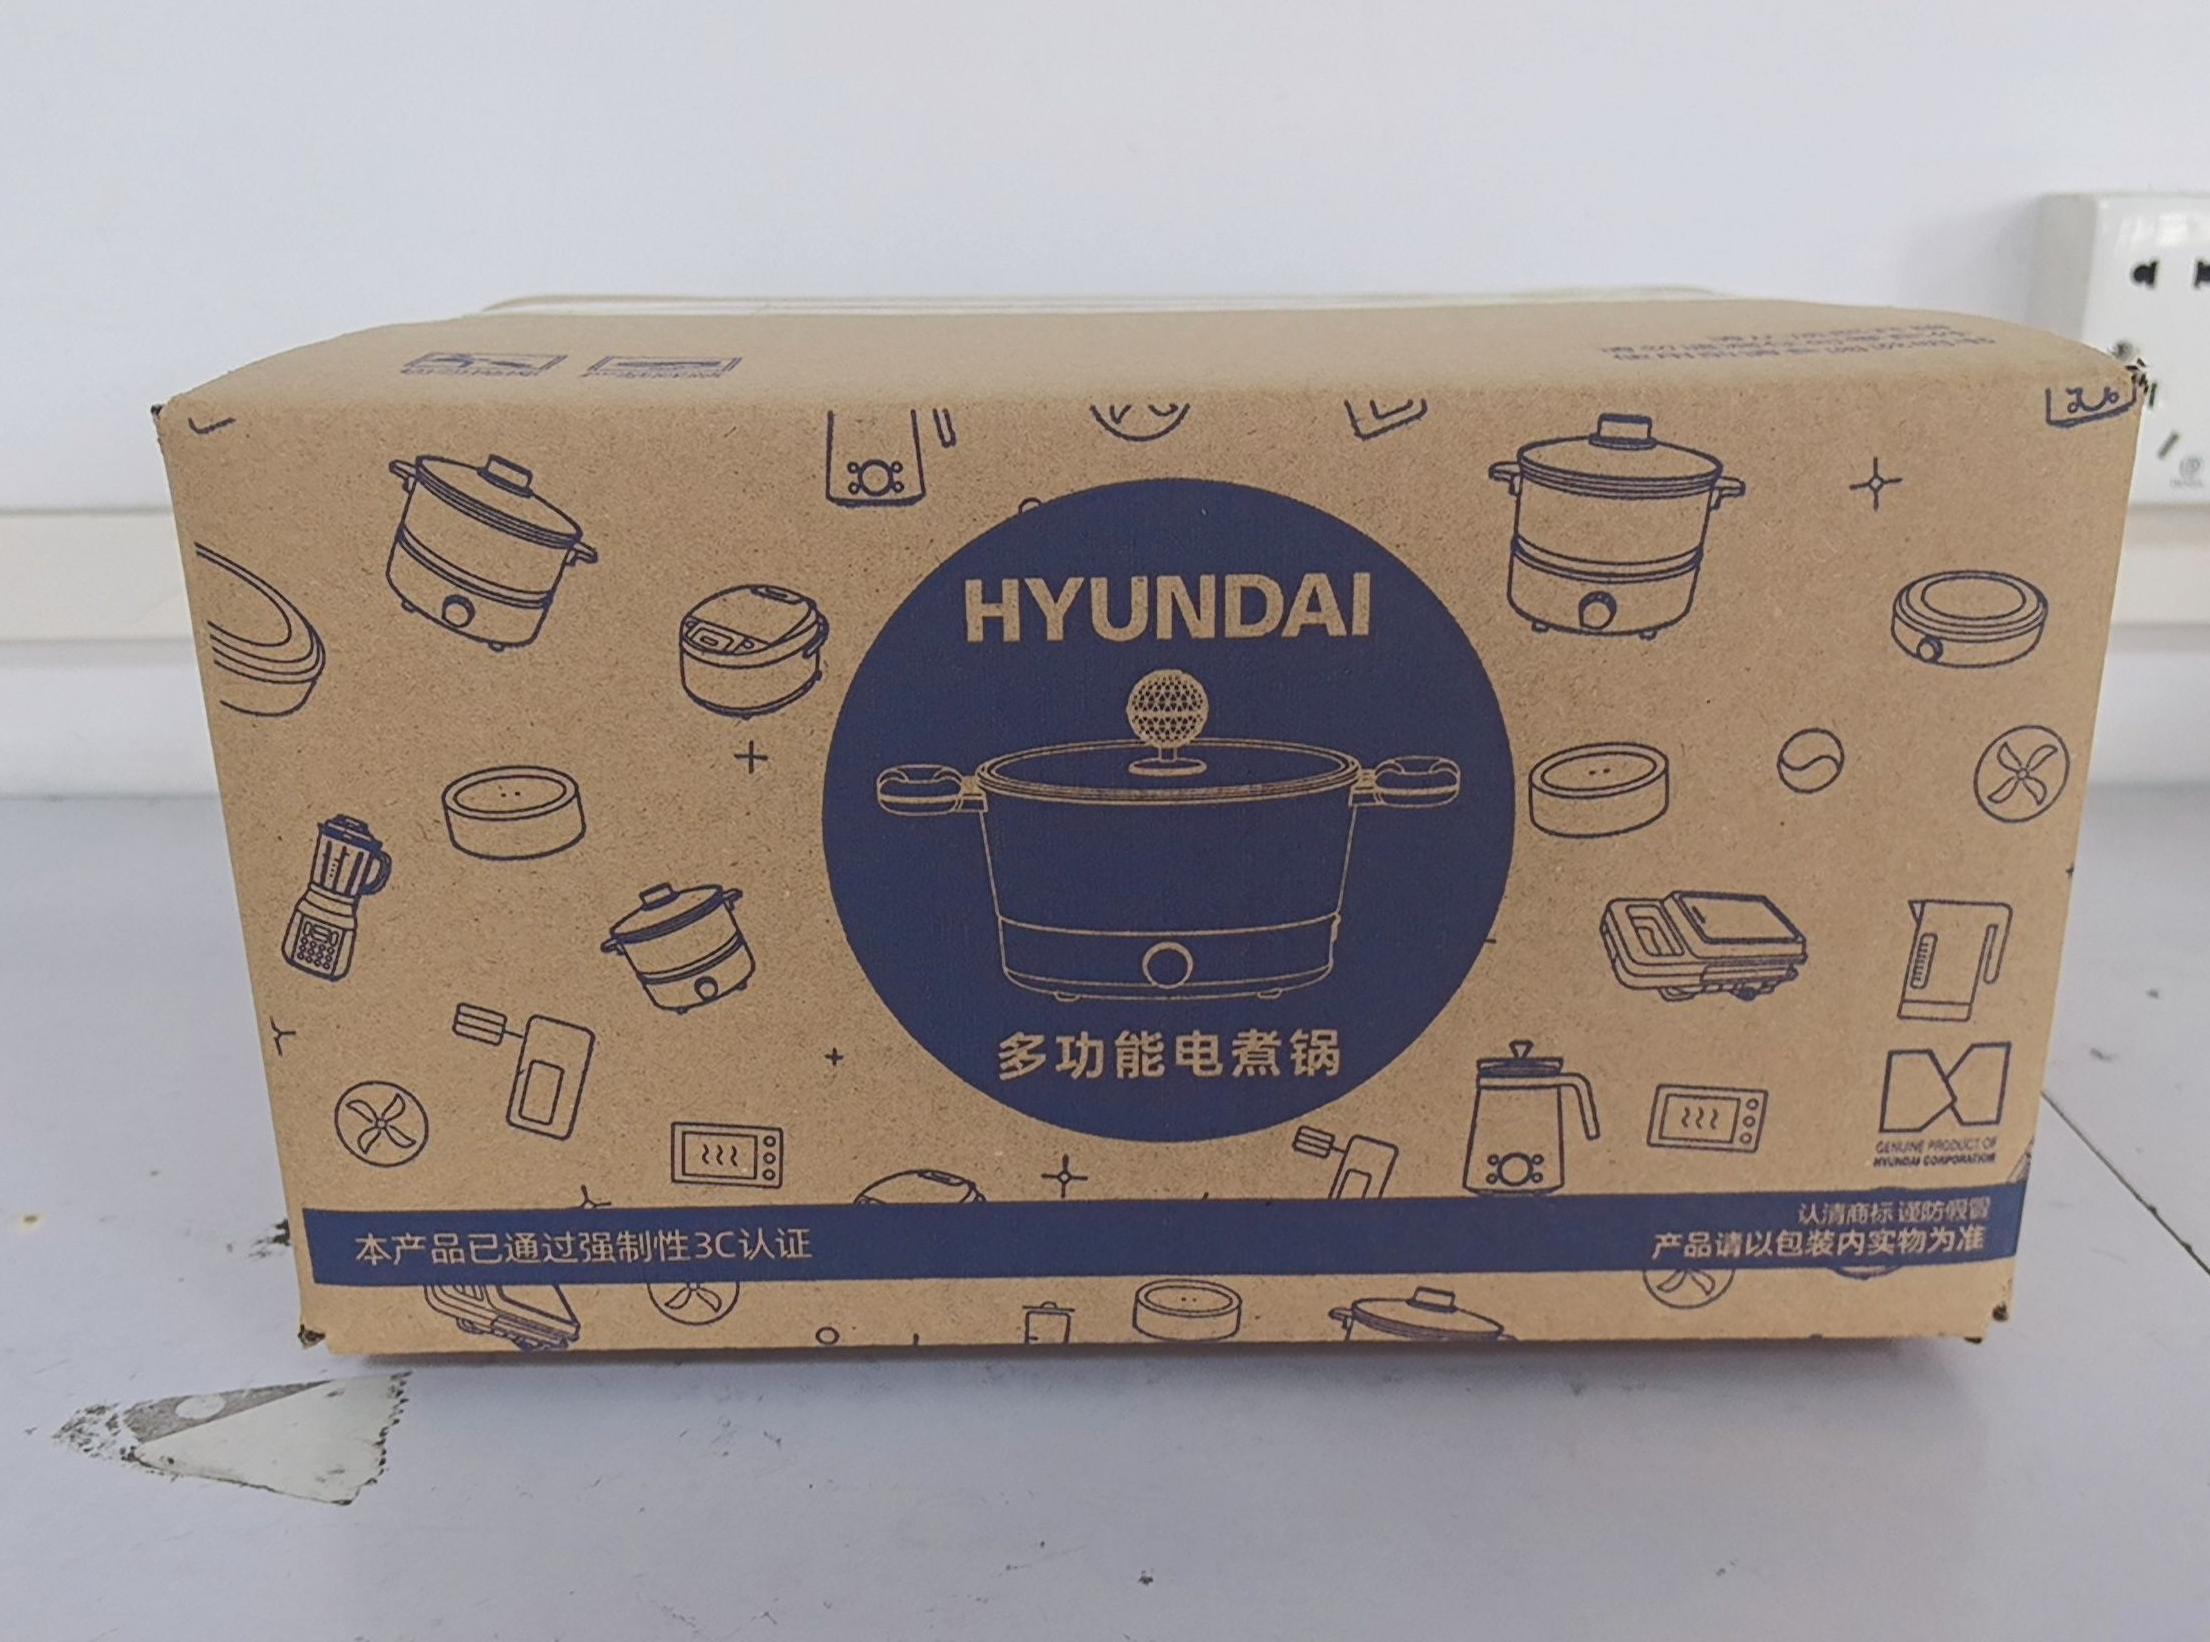 HYUNDAI
多功能电煮锅
GENUINE PRODUCT OF
HYUNDAI CORPORATION
本产品已通过强制性3C认证
认清商标 谨防假冒
产品请以包装内实物为准